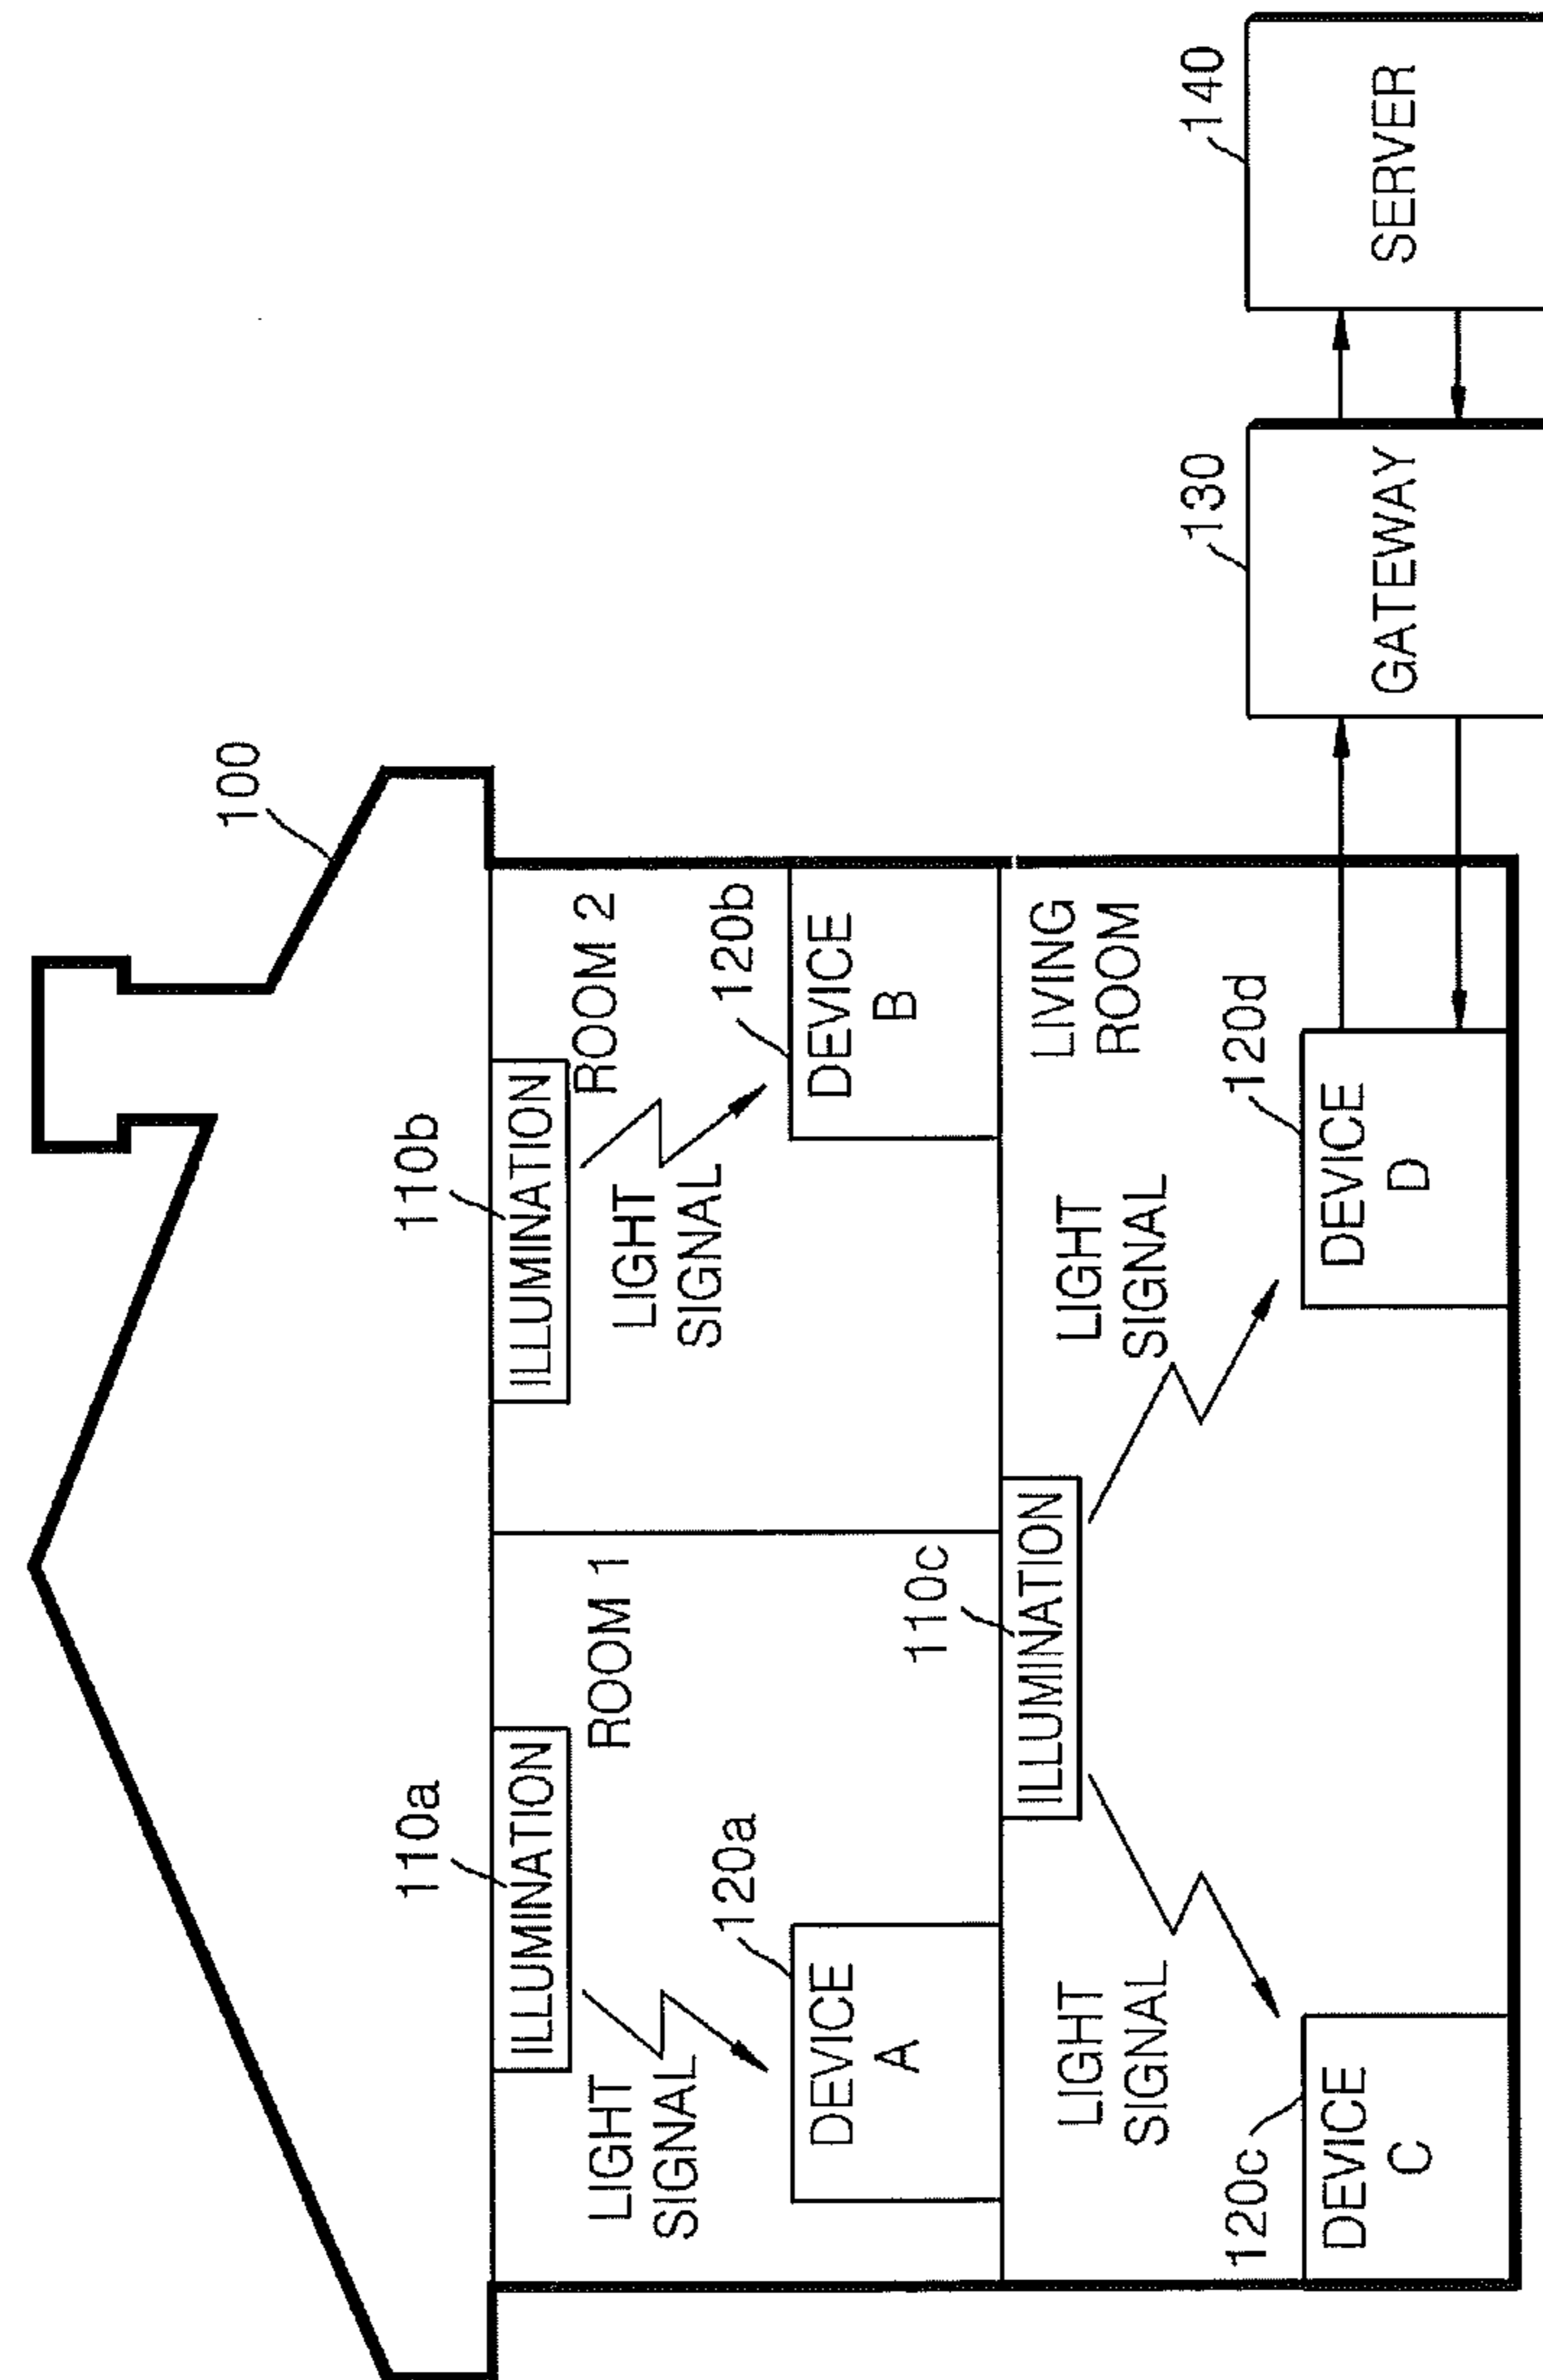 100
110a
110b
ILLUMINATION
ILLUMINATION
ROOM 1
ROOM 2
LIGHT
SIGNAL
LIGHT
SIGNAL
120a
120b
DEVICE
A
DEVICE
B
110c
ILLUMINATION
LIVING
ROOM
LIGHT
SIGNAL
LIGHT
SIGNAL
120c
120d
130
140
DEVICE
C
DEVICE
D
GATEWAY
SERVER